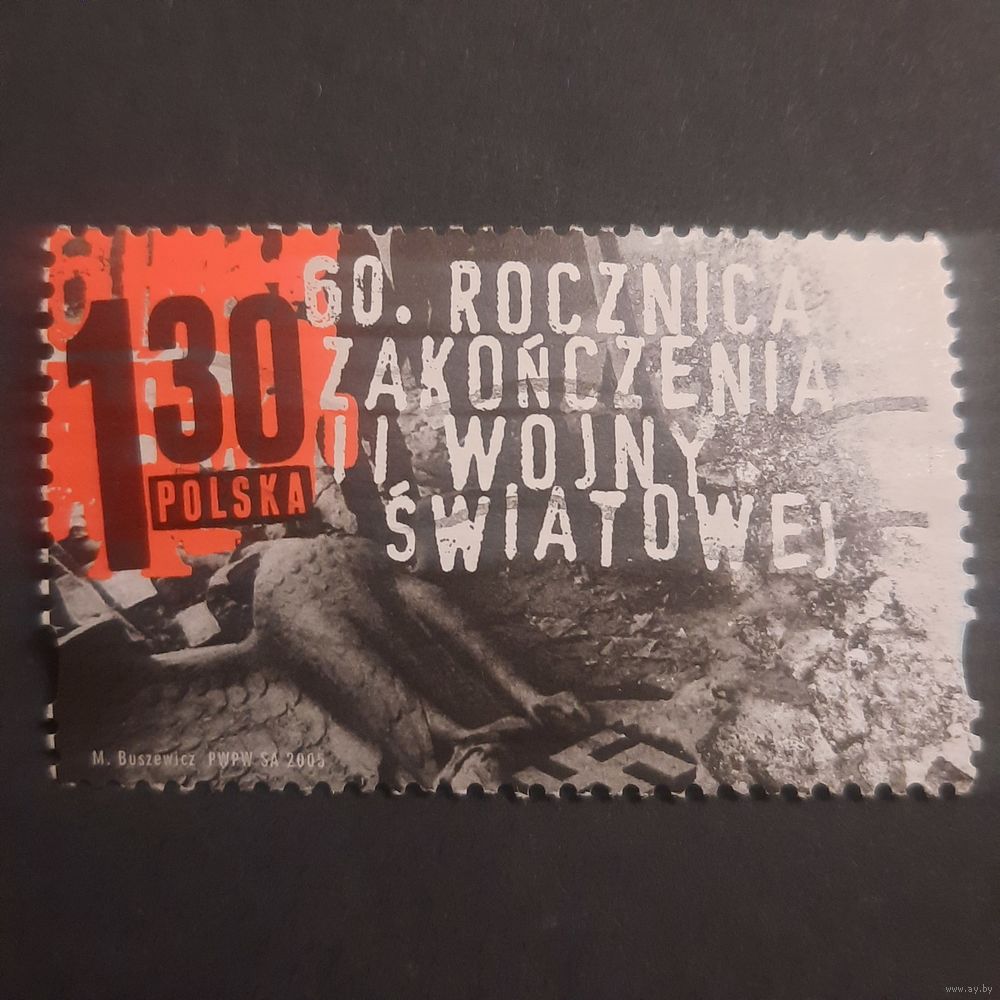 1 30
POLSKA
60. ROCZNICA
ZAKOŃCZENIA
II WOJNY
ŚWIATOWEJ
M. Buszewicz PWPW SA 2005
www.ay.by